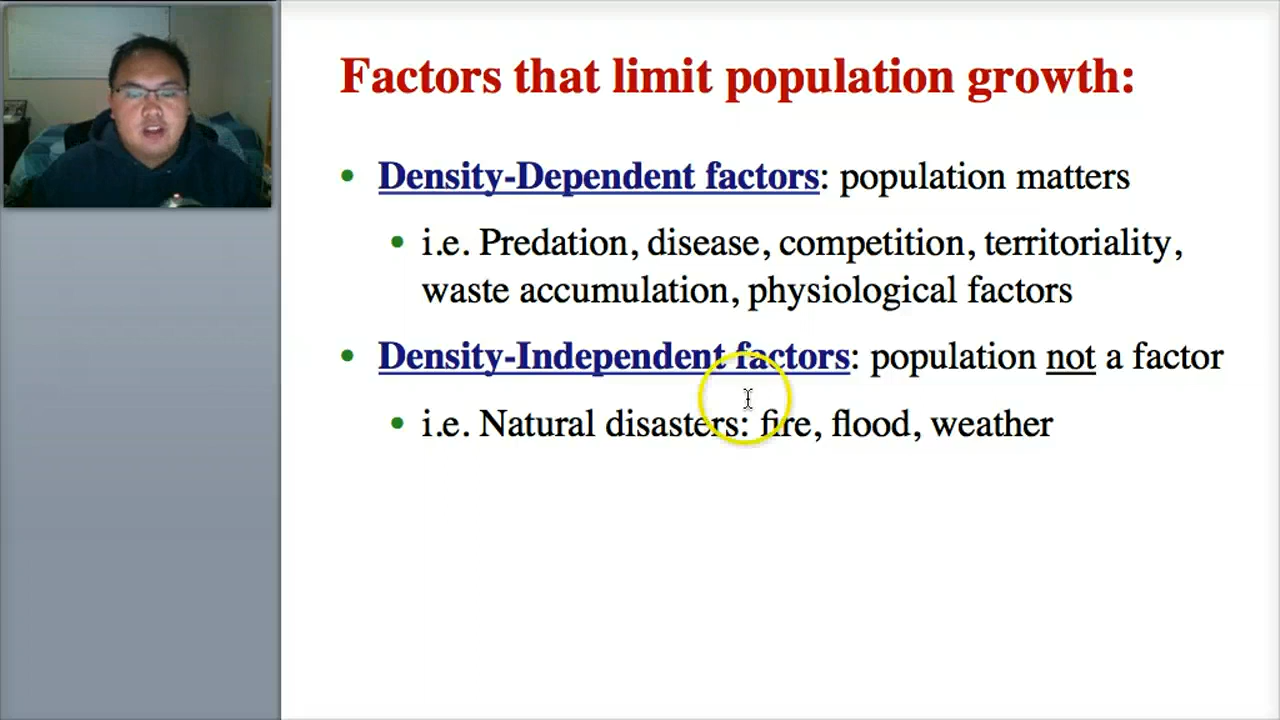 Factors that limit population growth:
• Density-Dependent factors: population matters
• i.e. Predation, disease, competition, territoriality,
waste accumulation, physiological factors
• Density-Independent factors: population not a factor
• i.e. Natural disasters: fire, flood, weather